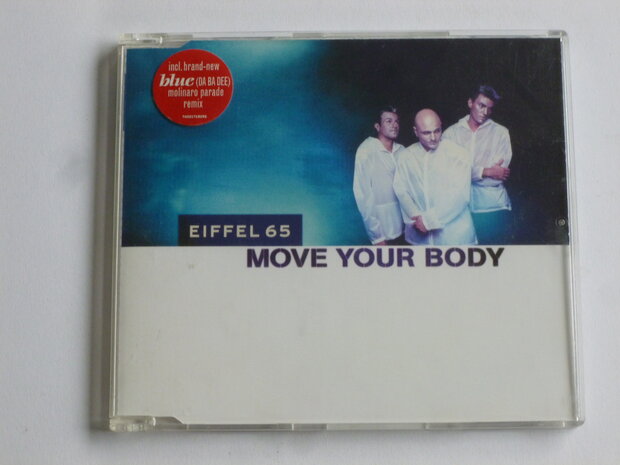 incl. brand-new
blue (DA BA DEE)
molinaro parade
remix
EIFFEL 65
MOVE YOUR BODY